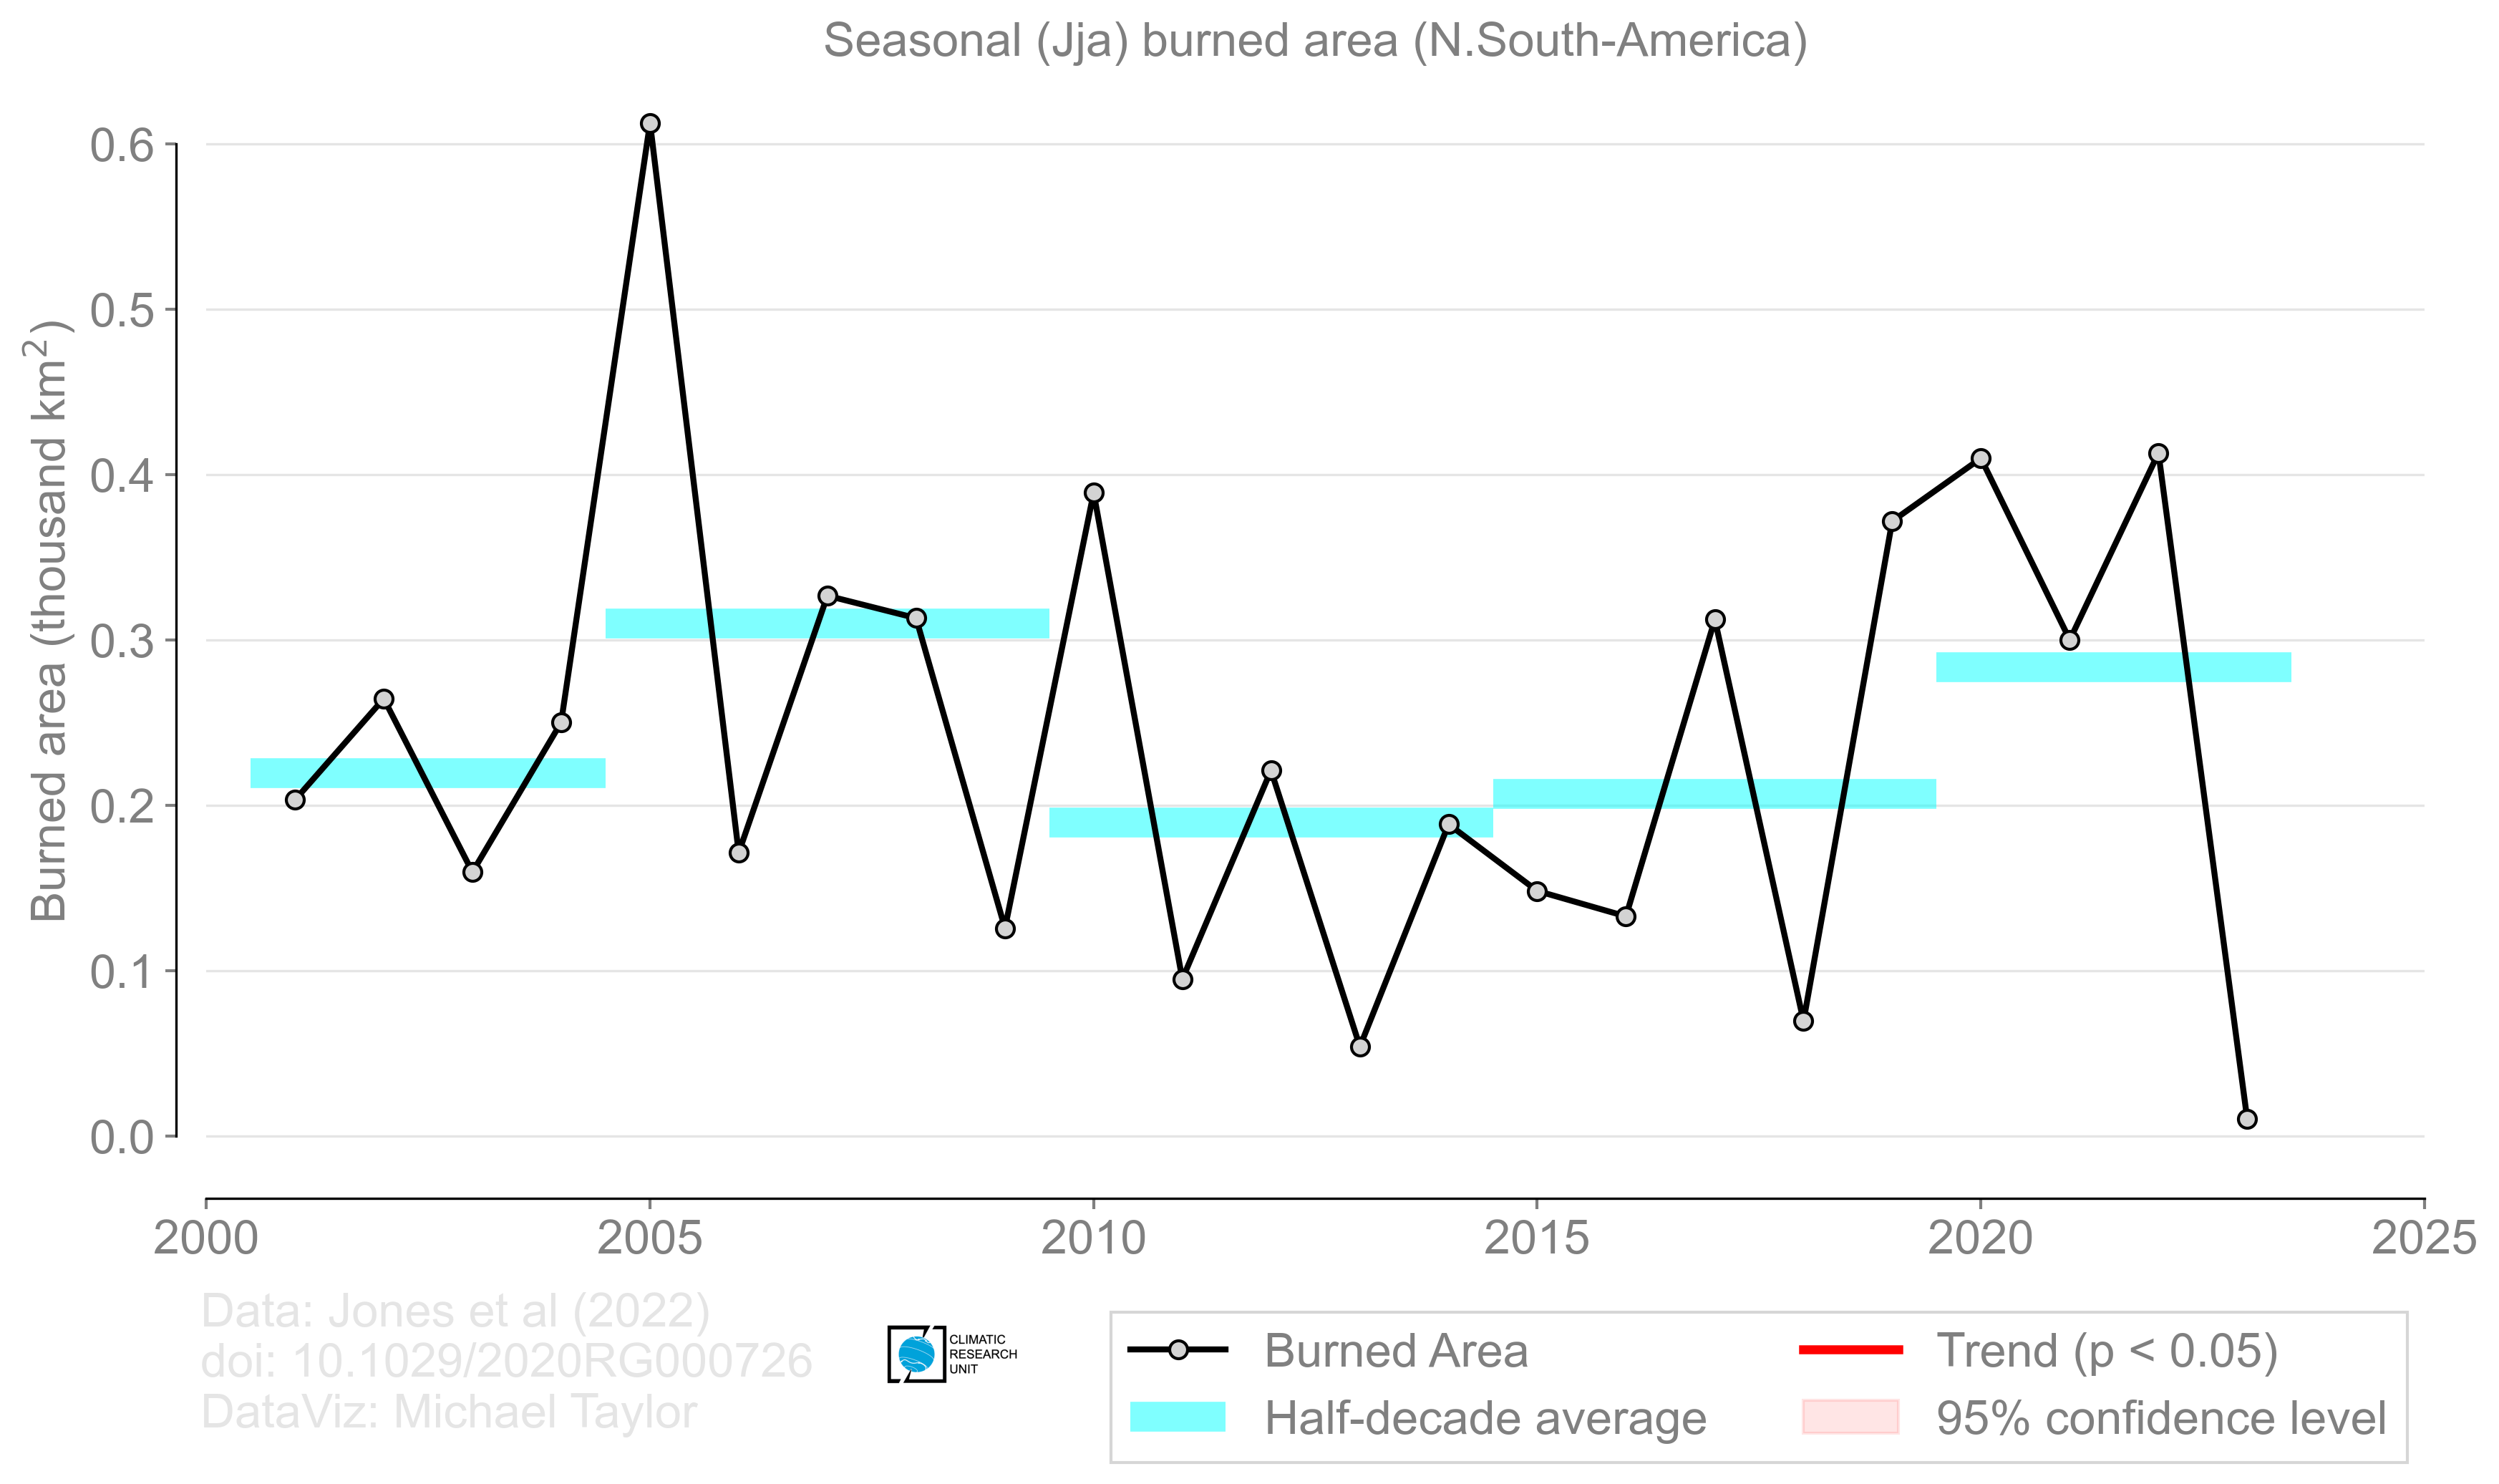 Seasonal (Jja) burned area (N.South-America)
Burned area (thousand km²)
0.6
0.5
0.4
0.3
0.2
0.1
0.0
2000 2005 2010 2015 2020 2025
Data: Jones et al (2022)
doi: 10.1029/2020RG000726
DataViz: Michael Taylor
CLIMATIC
RESEARCH
UNIT
Burned Area
Half-decade average
Trend (p < 0.05)
95% confidence level